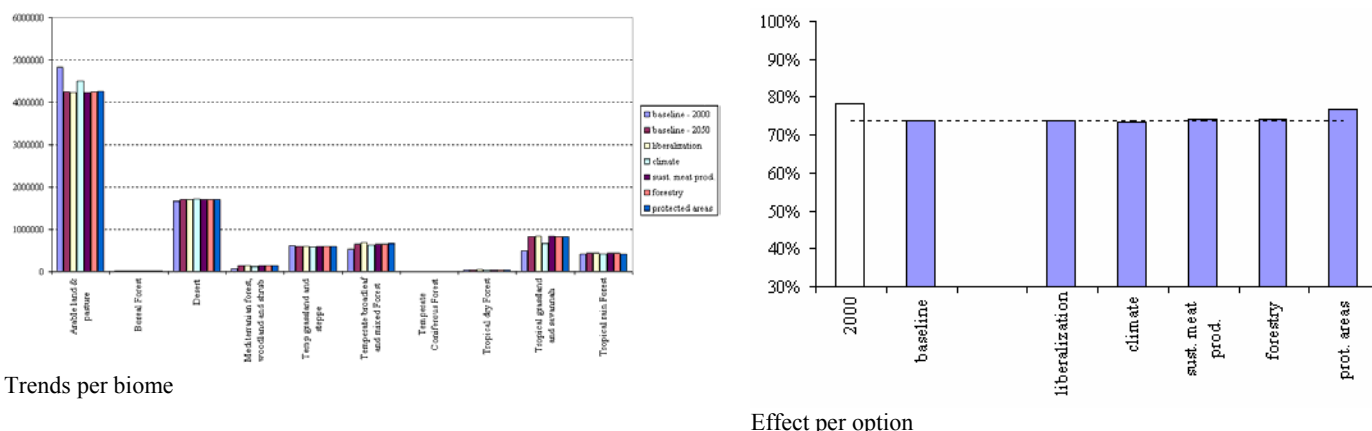 6000000
5000000
4000000
3000000
2000000
1000000
0
Arable land &
pasture
Boreal Forest
Desert
Mediterranean forest,
woodland and shrub
Temp grassland and
steppe
Temperate broadleaf
and mixed Forest
Temperate
Coniferous Forest
Tropical dry Forest
Tropical grassland
and savannah
Tropical rain Forest
baseline - 2000
baseline - 2050
liberalization
climate
sust. meat prod.
forestry
protected areas
Trends per biome
100%
90%
80%
70%
60%
50%
40%
30%
2000
baseline
liberalization
climate
sust. meat
prod.
forestry
prot. areas
Effect per option